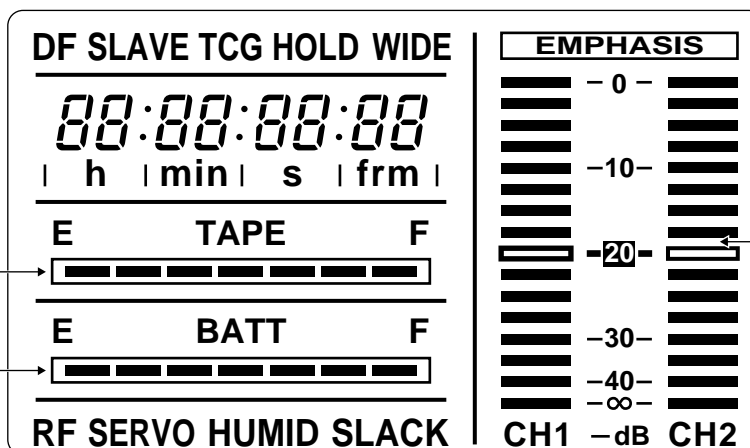 DF SLAVE TCG HOLD WIDE
88:88:88:88
h min s frm
E TAPE F
E BATT F
RF SERVO HUMID SLACK
EMPHASIS
0
-10-
-20-
-30-
-40-
-∞-
CH1 -dB CH2